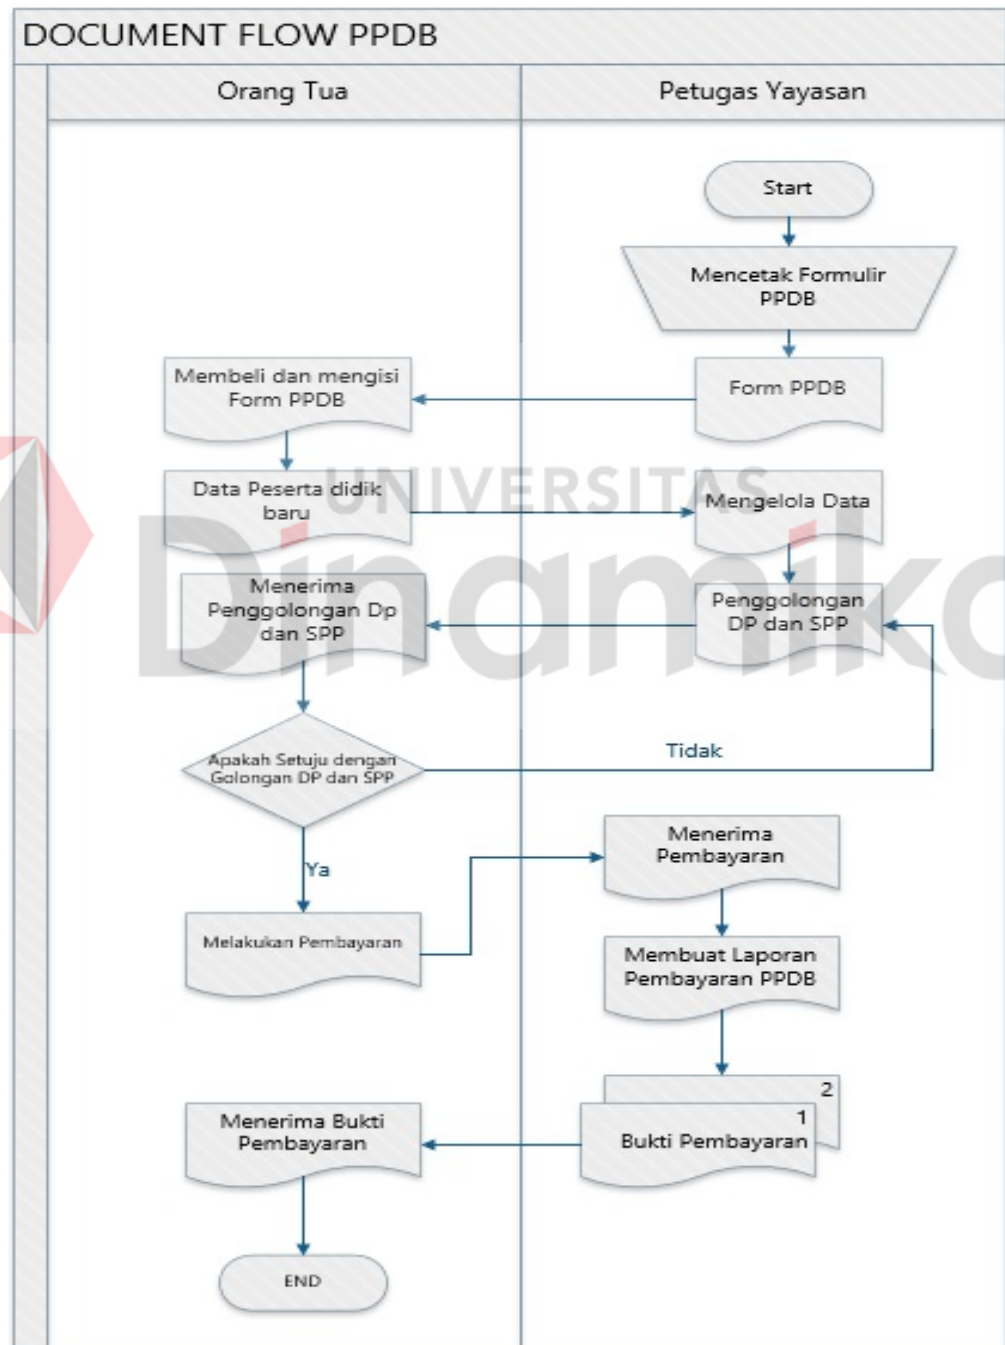 DOCUMENT FLOW PPDB
Orang Tua
Petugas Yayasan
Start
Mencetak Formulir
PPDB
Form PPDB
Membeli dan mengisi
Form PPDB
Data Peserta didik
baru
Mengelola Data
Penggolongan
DP dan SPP
Menerima
Penggolongan Dp
dan SPP
Apakah Setuju dengan
Golongan DP dan SPP
Tidak
Ya
Melakukan Pembayaran
Menerima
Pembayaran
Membuat Laporan
Pembayaran PPDB
2
1
Bukti Pembayaran
Menerima Bukti
Pembayaran
END
UNIVERSITAS
Dinamika